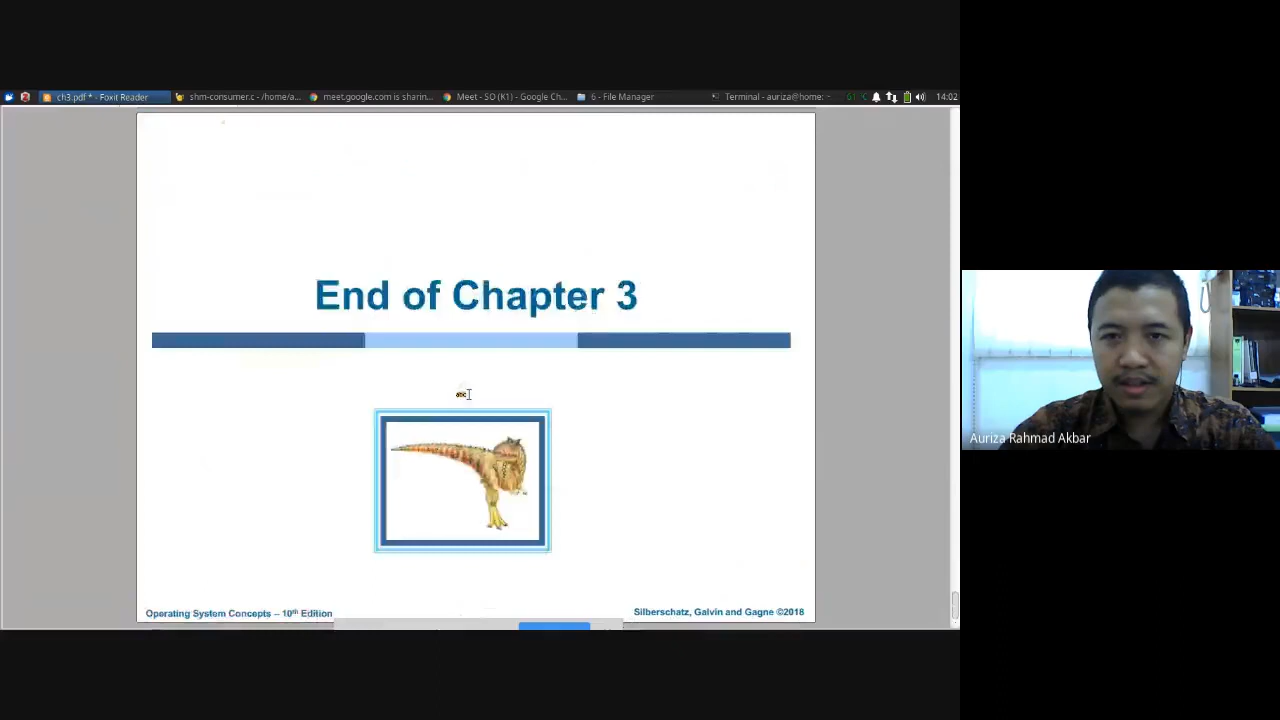 ch3.pdf * - Foxit Reader
shm-consumer.c - /home/a...
meet.google.com is sharin...
Meet - SO (K1) - Google Ch...
6 - File Manager
Terminal - auriza@home: ~
14:02
End of Chapter 3
Operating System Concepts – 10th Edition
Silberschatz, Galvin and Gagne ©2018
Auriza Rahmad Akbar